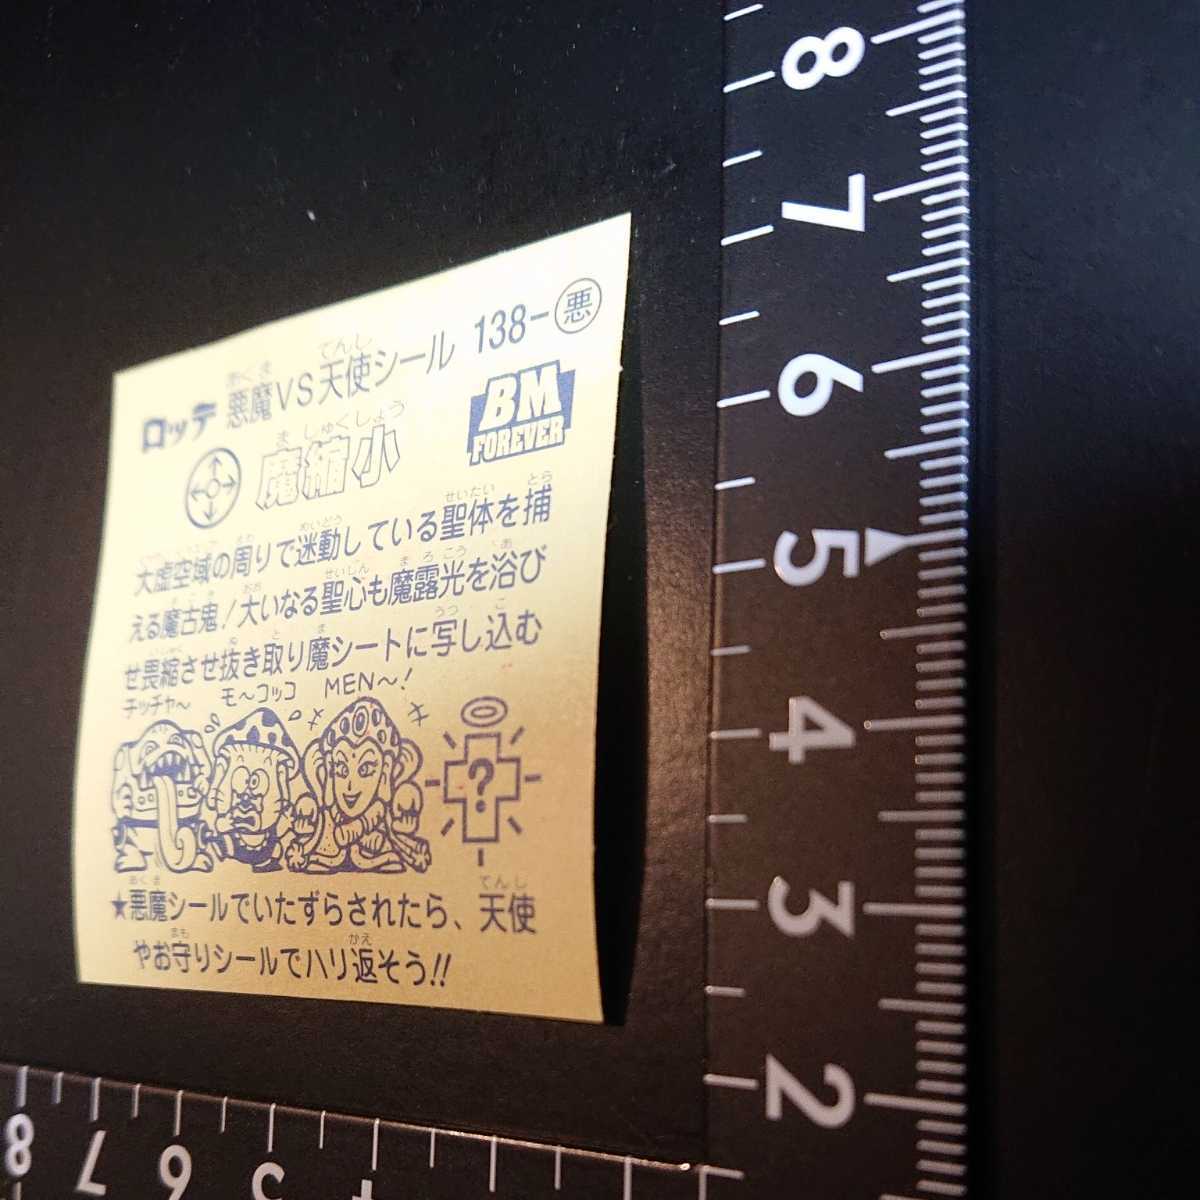 ロッテ 悪魔VS天使シール 138-悪
あくま てんし
BM
FOREVER
魔縮小
ま しゅくしょう
大虚空域の周りで迷動している聖体を捕
える魔古鬼!大いなる聖心も魔露光を浴び
せ畏縮させ抜き取り魔シートに写し込む
チッチャ〜 モ〜コッコ MEN〜!
?
★悪魔シールでいたずらされたら、天使
やお守りシールでハリ返そう!!
8
7
6
5
4
3
2
8
7
6
5